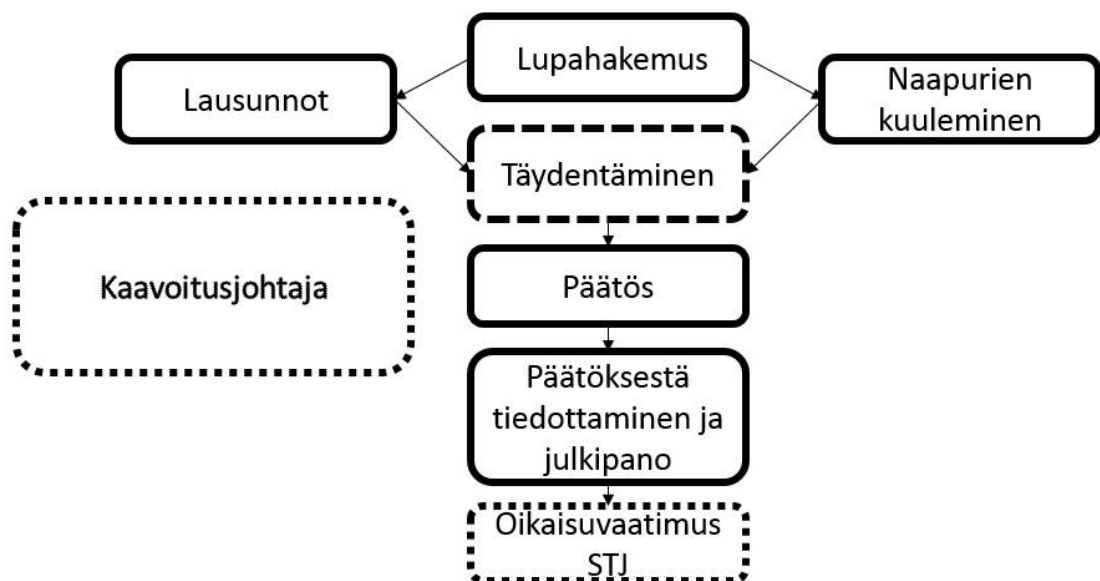 Lupahakemus
Lausunnot
Naapurien
kuuleminen
Täydentäminen
Kaavoitusjohtaja
Päätös
Päätöksestä
tiedottaminen ja
julkipano
Oikaisuvaatimus
STJ